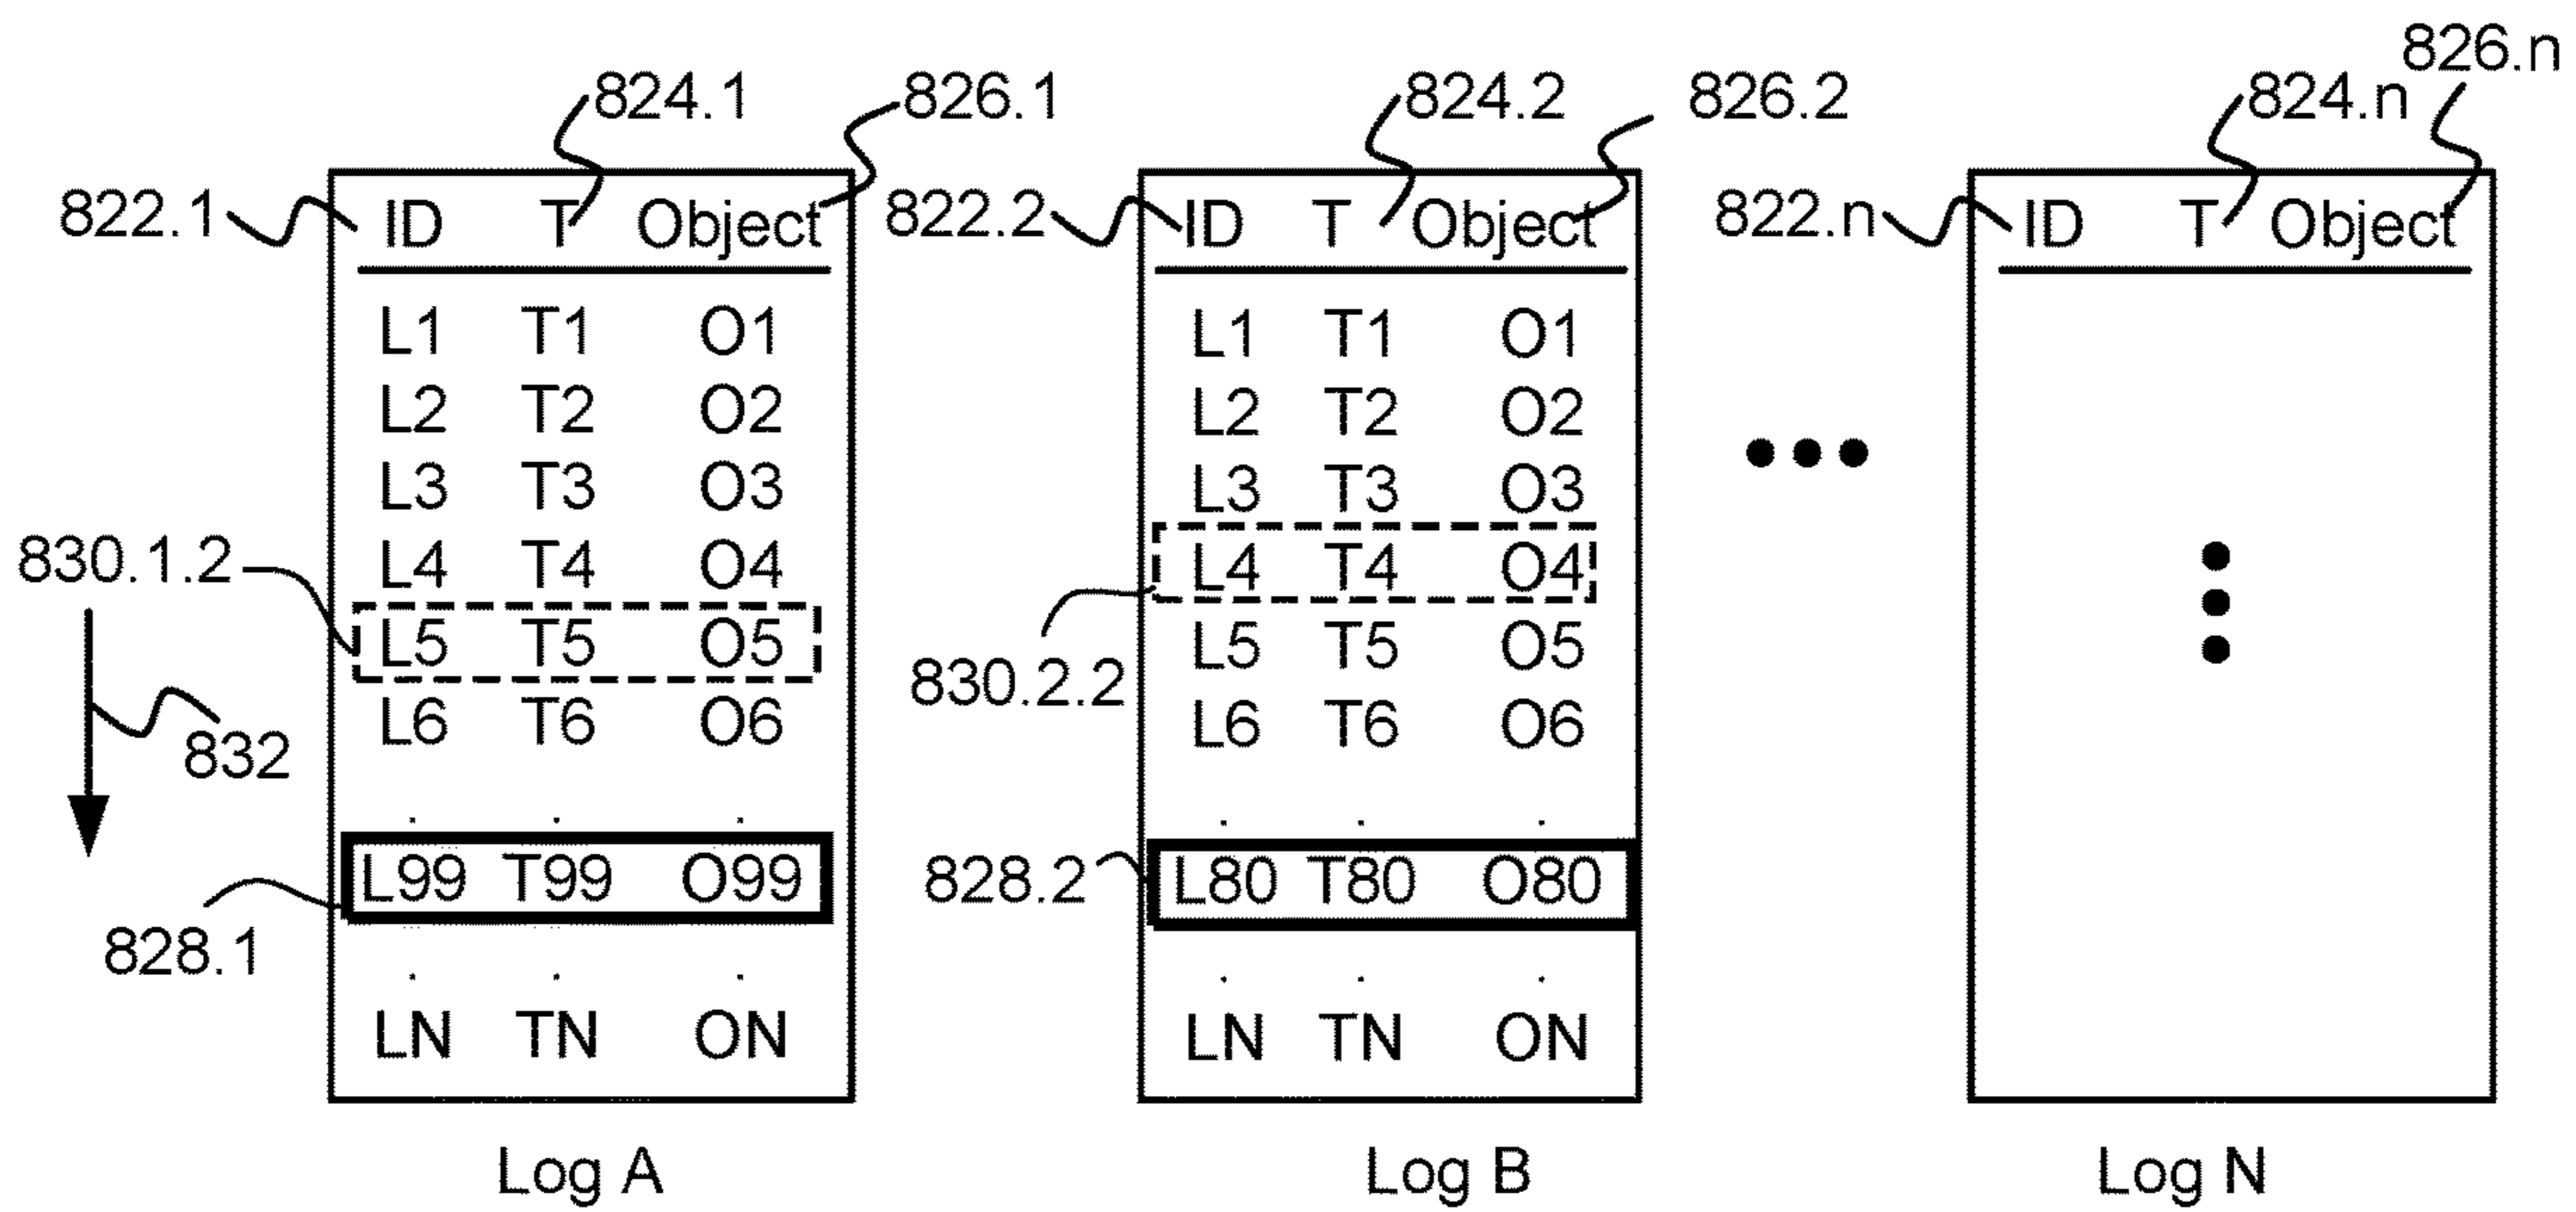 826.n
824.1 826.1 824.2 826.2 824.n
822.1 ID T Object 822.2 ID T Object 822.n ID T Object
L1 T1 O1 L1 T1 O1
L2 T2 O2 L2 T2 O2
L3 T3 O3 L3 T3 O3
830.1.2 L4 T4 O4 L4 T4 O4
L5 T5 O5 L5 T5 O5
830.2.2
L6 T6 O6 L6 T6 O6
832
L99 T99 O99 828.2 L80 T80 O80
828.1
LN TN ON LN TN ON
Log A Log B Log N